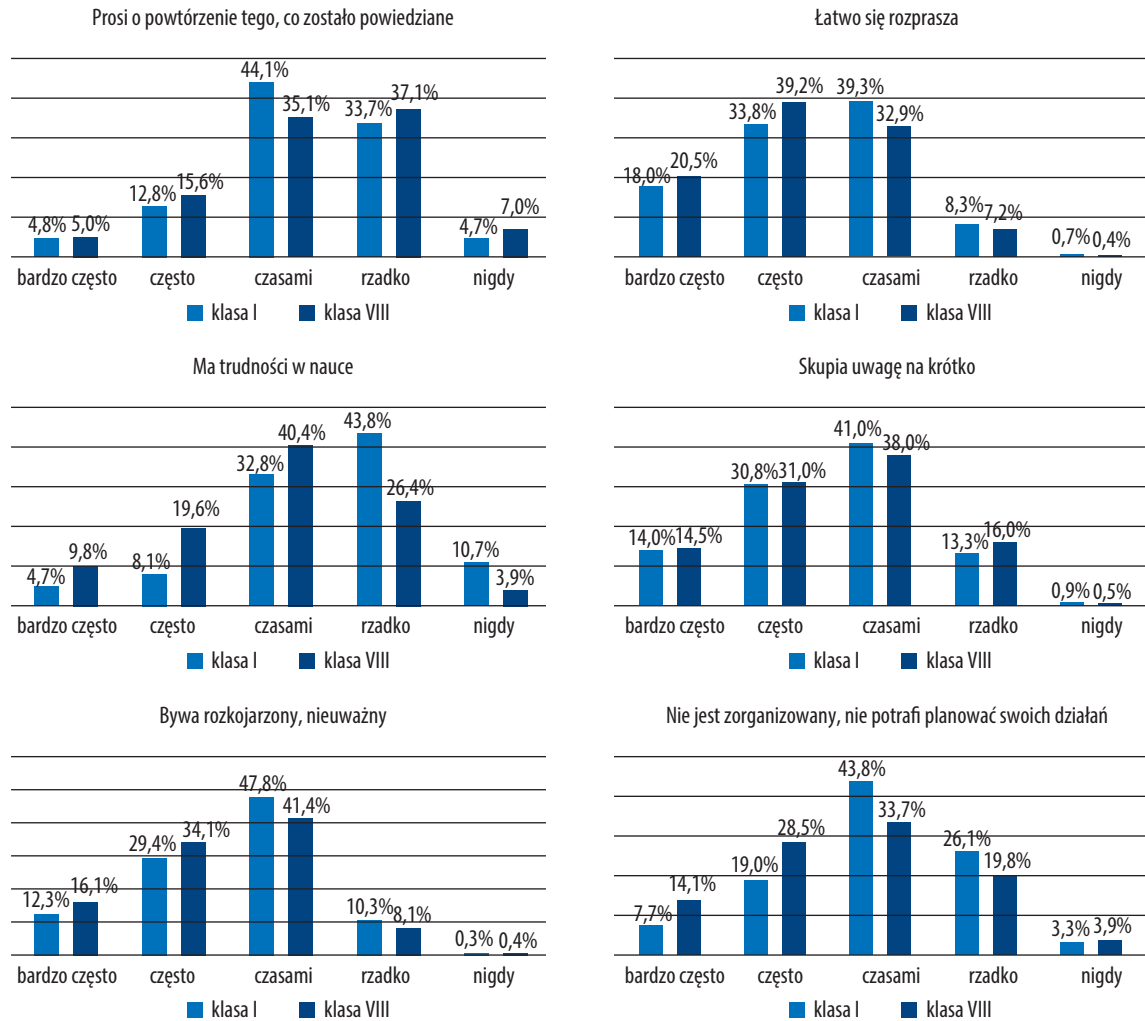 Prosi o powtórzenie tego, co zostało powiedziane
44,1%
35,1%
33,7%
37,1%
12,8%
15,6%
4,8%
5,0%
4,7%
7,0%
bardzo często
często
czasami
rzadko
nigdy
klasa I
klasa VIII
Łatwo się rozprasza
39,2%
39,3%
33,8%
32,9%
18,0%
20,5%
8,3%
7,2%
0,7%
0,4%
bardzo często
często
czasami
rzadko
nigdy
klasa I
klasa VIII
Ma trudności w nauce
43,8%
40,4%
32,8%
26,4%
19,6%
9,8%
4,7%
8,1%
10,7%
3,9%
bardzo często
często
czasami
rzadko
nigdy
klasa I
klasa VIII
Skupia uwagę na krótko
41,0%
38,0%
30,8%
31,0%
14,0%
14,5%
13,3%
16,0%
0,9%
0,5%
bardzo często
często
czasami
rzadko
nigdy
klasa I
klasa VIII
Bywa rozkojarzony, nieuważny
47,8%
41,4%
29,4%
34,1%
12,3%
16,1%
10,3%
8,1%
0,3%
0,4%
bardzo często
często
czasami
rzadko
nigdy
klasa I
klasa VIII
Nie jest zorganizowany, nie potrafi planować swoich działań
43,8%
33,7%
28,5%
26,1%
19,0%
19,8%
14,1%
7,7%
3,3%
3,9%
bardzo często
często
czasami
rzadko
nigdy
klasa I
klasa VIII